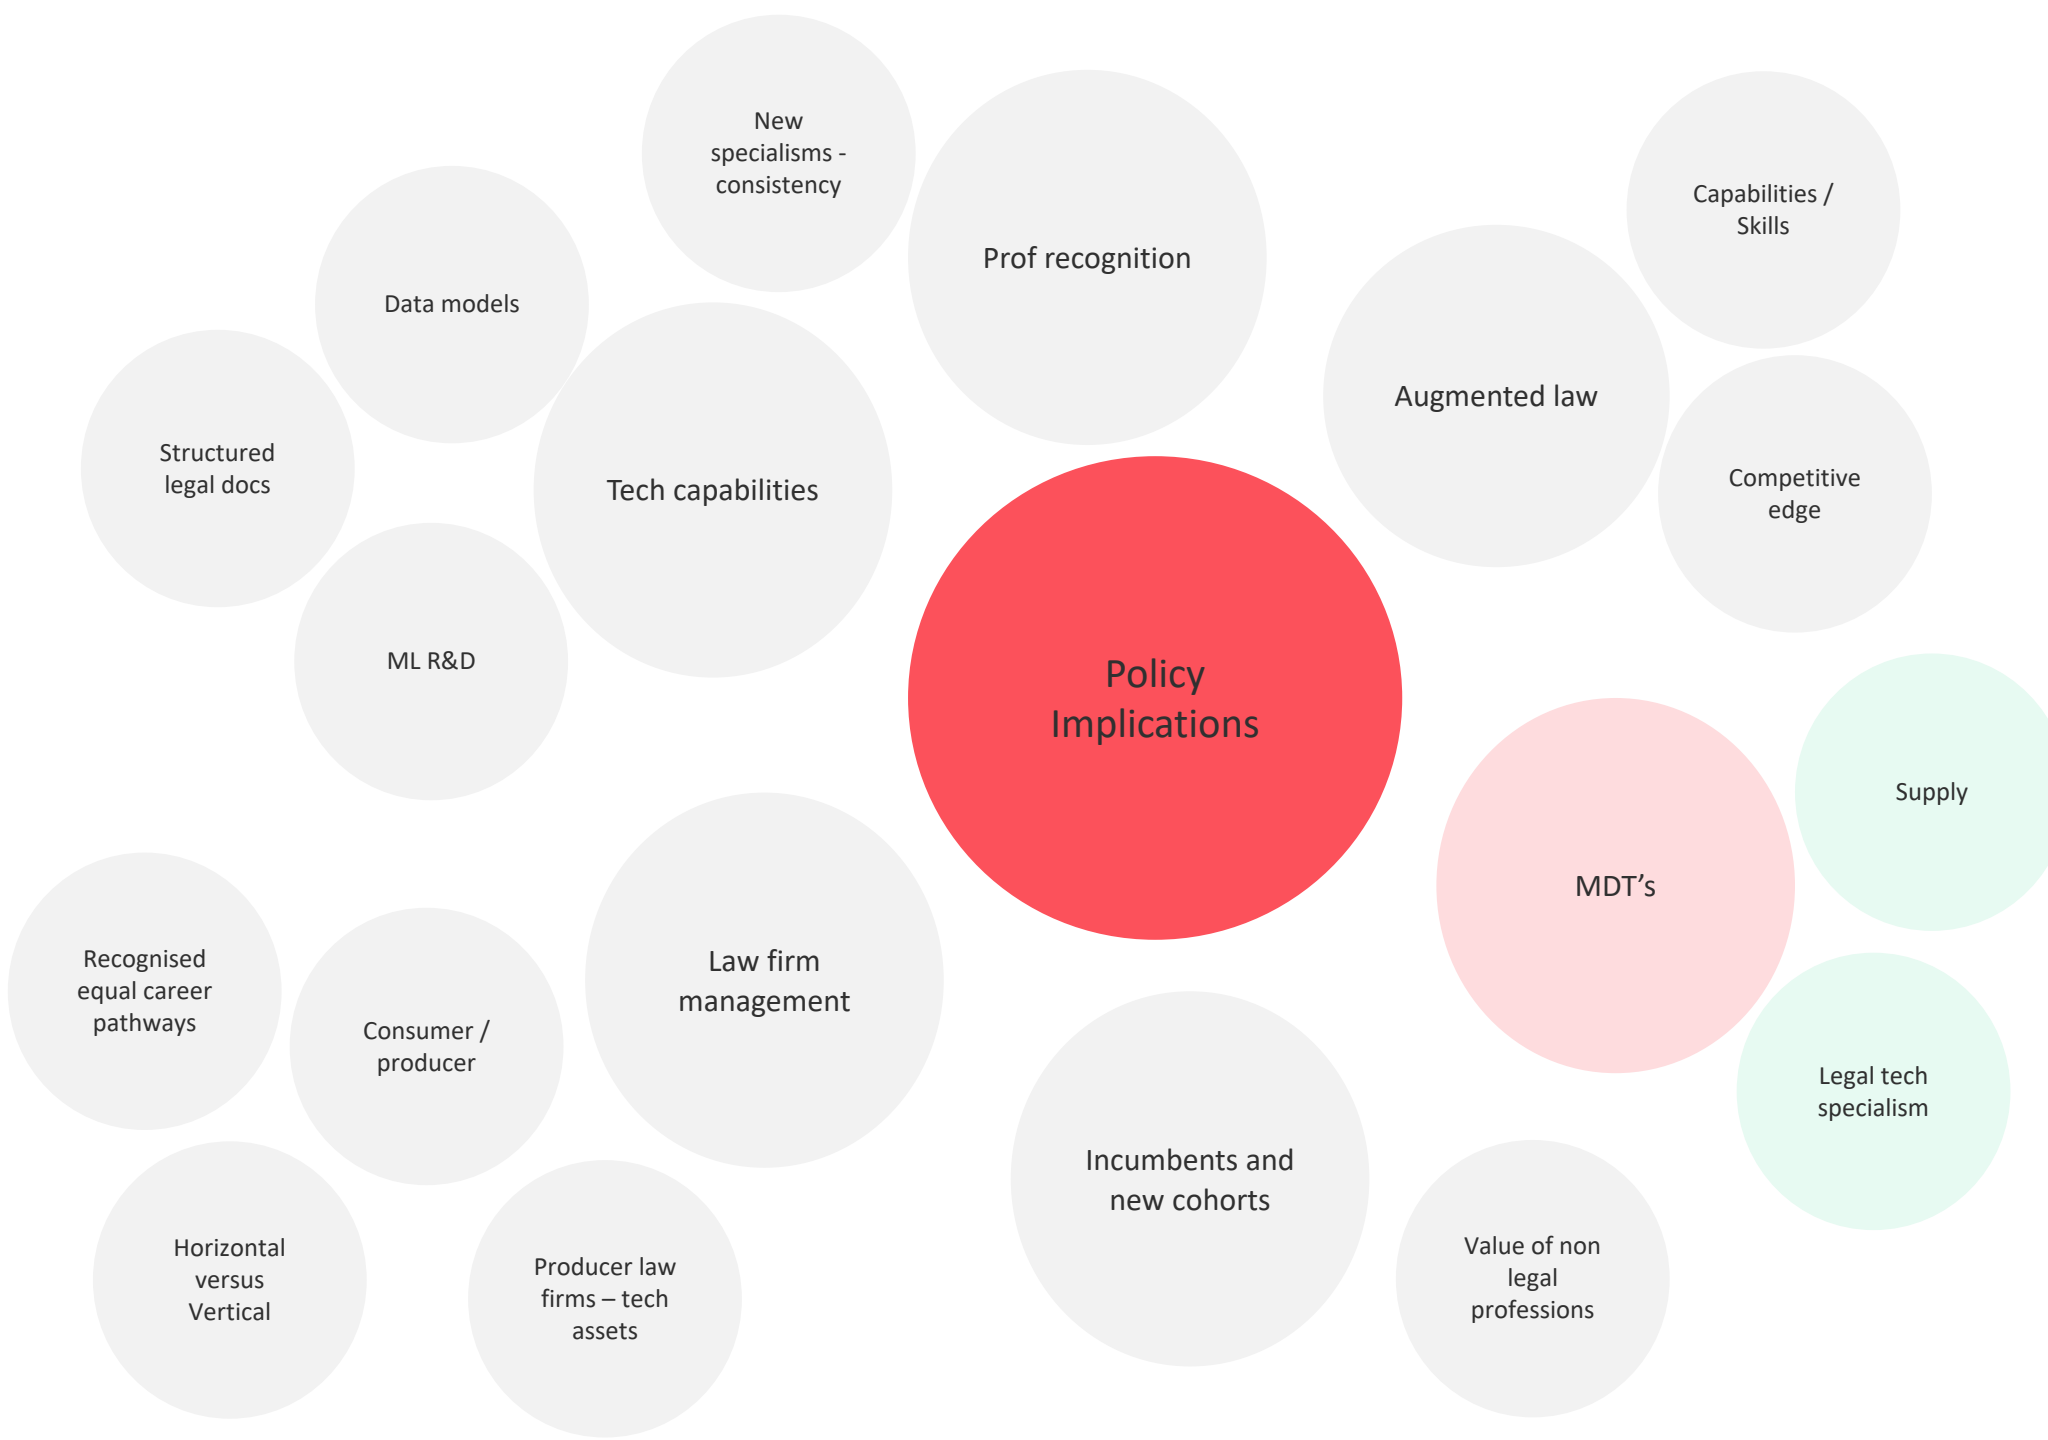 New
specialisms -
consistency
Prof recognition
Capabilities /
Skills
Data models
Augmented law
Structured
legal docs
Tech capabilities
Competitive
edge
ML R&D
Policy
Implications
Supply
MDT’s
Recognised
equal career
pathways
Consumer /
producer
Law firm
management
Legal tech
specialism
Incumbents and
new cohorts
Horizontal
versus
Vertical
Producer law
firms – tech
assets
Value of non
legal
professions